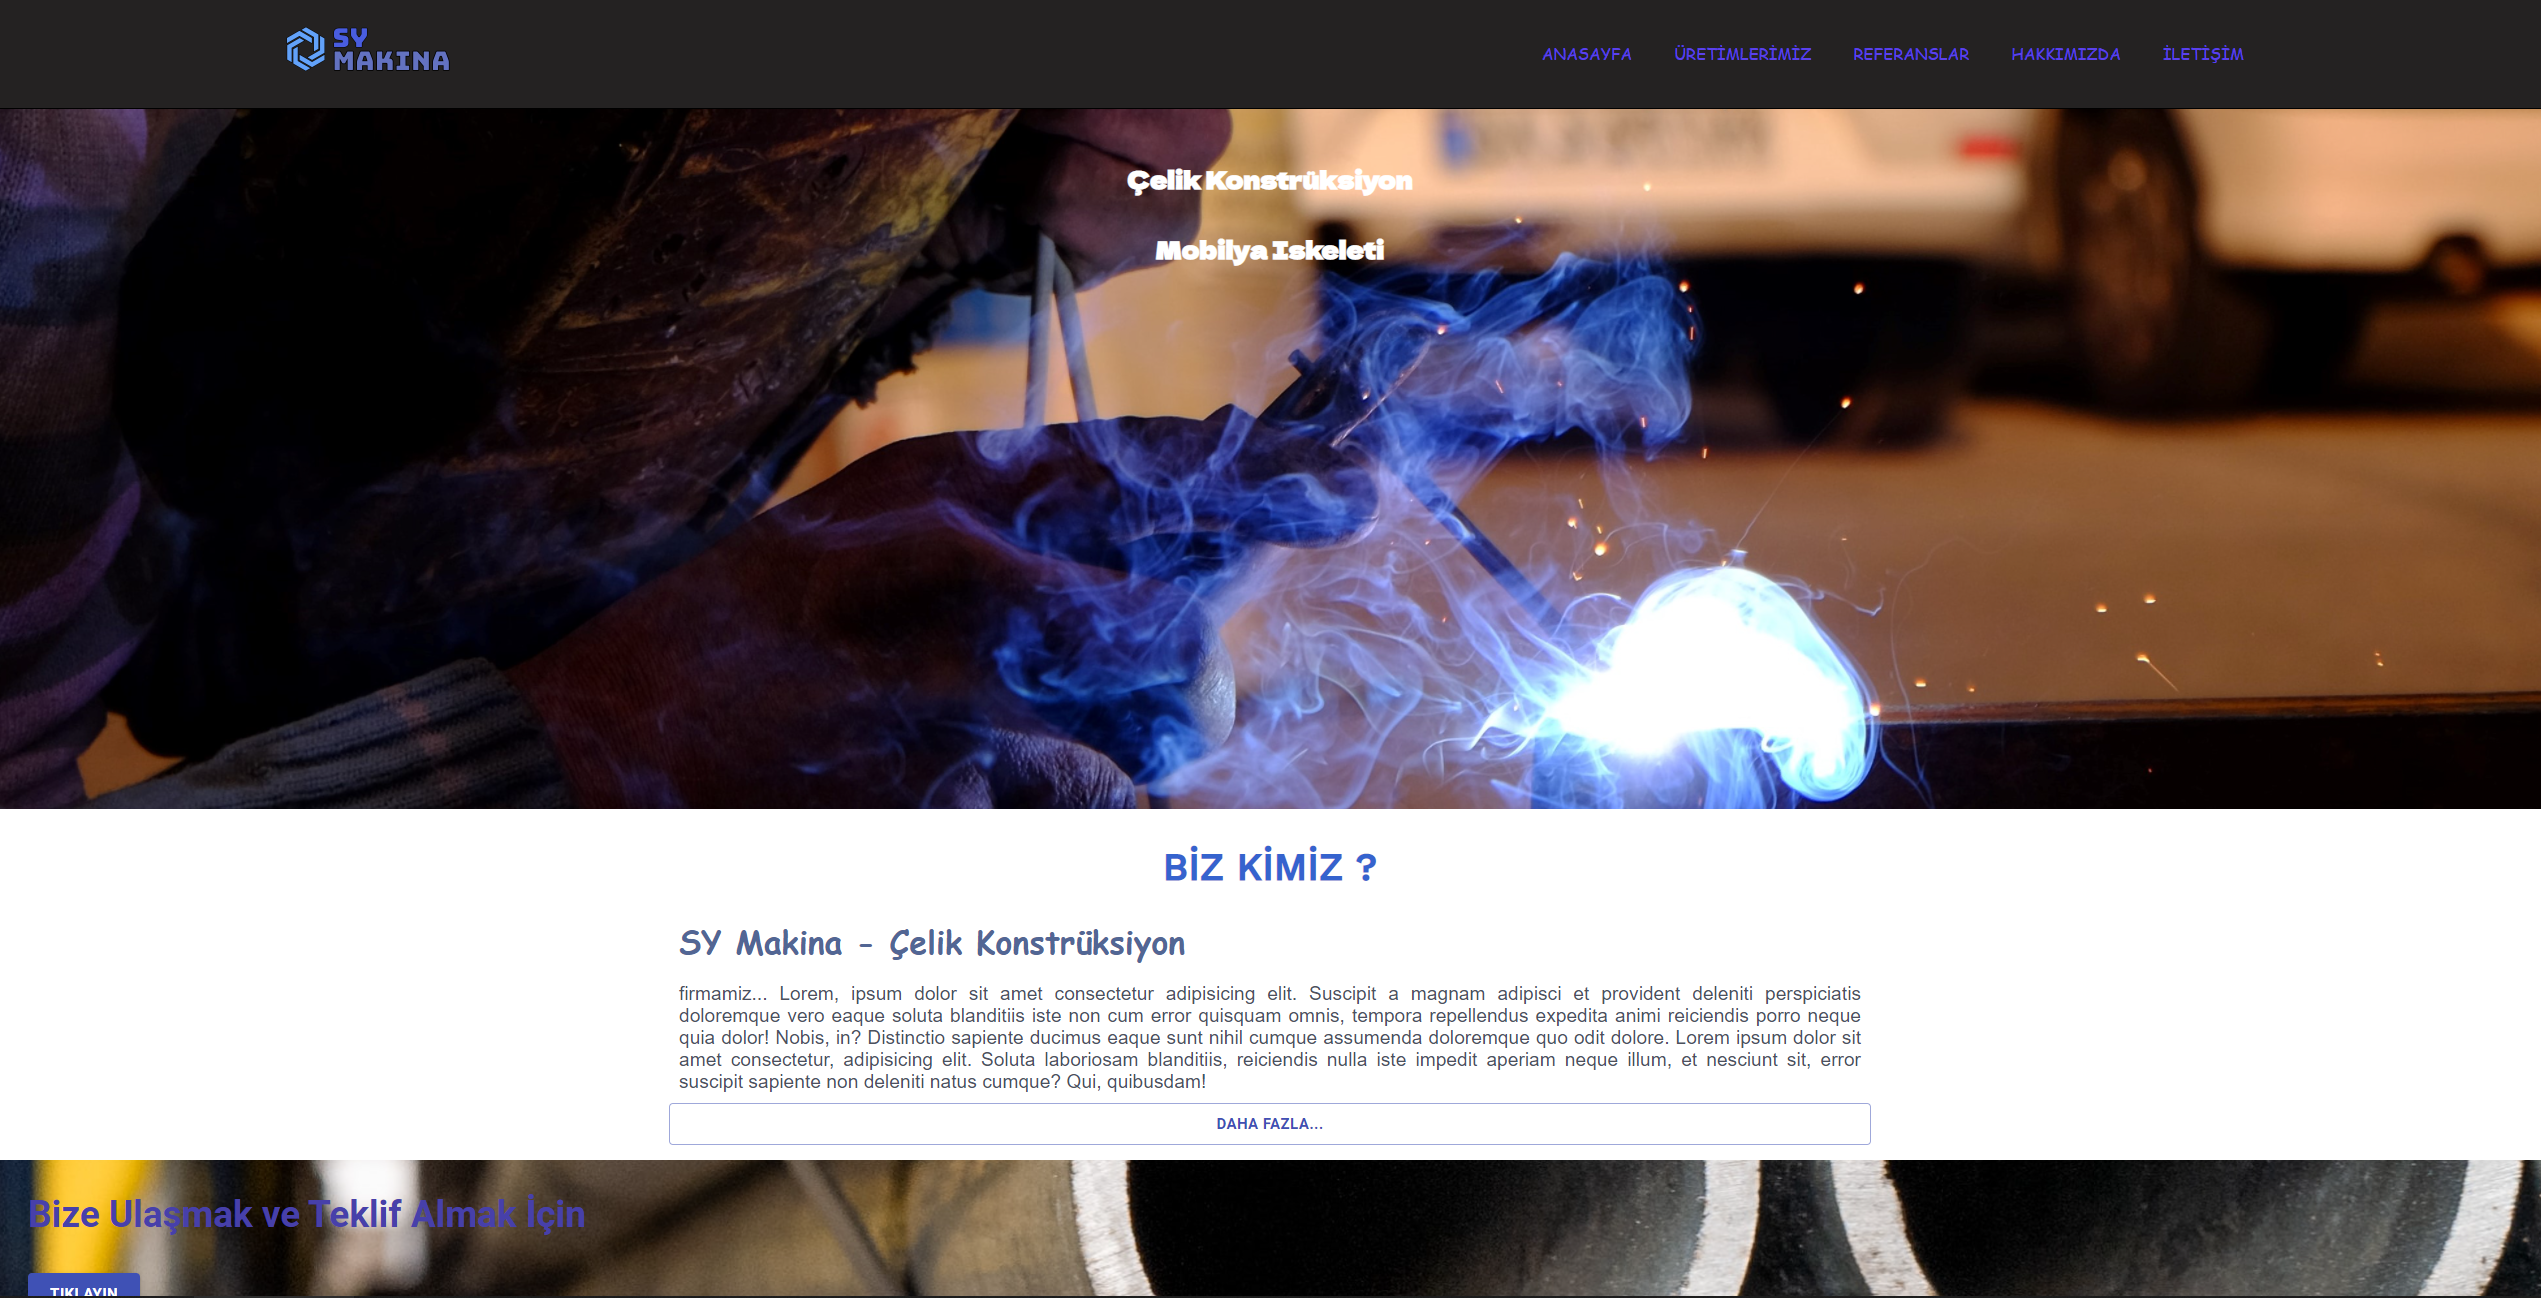 SY
MAKINA
ANASAYFA ÜRETİMLERİMİZ REFERANSLAR HAKKIMIZDA İLETİŞİM
Çelik Konstrüksiyon
Mobilya Iskeleti
BİZ KİMİZ ?
SY Makina - Çelik Konstrüksiyon
firmamiz... Lorem, ipsum dolor sit amet consectetur adipisicing elit. Suscipit a magnam adipisci et provident deleniti perspiciatis
doloremque vero eaque soluta blanditiis iste non cum error quisquam omnis, tempora repellendus expedita animi reiciendis porro neque
quia dolor! Nobis, in? Distinctio sapiente ducimus eaque sunt nihil cumque assumenda doloremque quo odit dolore. Lorem ipsum dolor sit
amet consectetur, adipisicing elit. Soluta laboriosam blanditiis, reiciendis nulla iste impedit aperiam neque illum, et nesciunt sit, error
suscipit sapiente non deleniti natus cumque? Qui, quibusdam!
DAHA FAZLA...
Bize Ulaşmak ve Teklif Almak İçin
TIKLAYIN